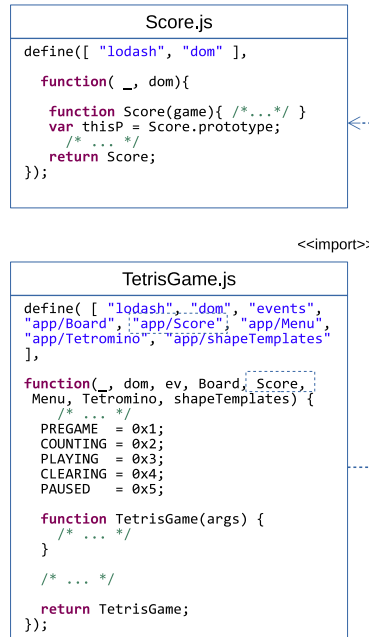 Score.js
define([ "lodash", "dom" ],
function( _, dom){
function Score(game){ /*...*/ }
var thisP = Score.prototype;
/* ... */
return Score;
});
<<import>>
TetrisGame.js
define( [ "lodash", "dom", "events",
"app/Board", "app/Score", "app/Menu",
"app/Tetromino", "app/shapeTemplates"
],
function(_, dom, ev, Board, Score,
Menu, Tetromino, shapeTemplates) {
/* ... */
PREGAME = 0x1;
COUNTING = 0x2;
PLAYING = 0x3;
CLEARING = 0x4;
PAUSED = 0x5;
function TetrisGame(args) {
/* ... */
}
/* ... */
return TetrisGame;
});